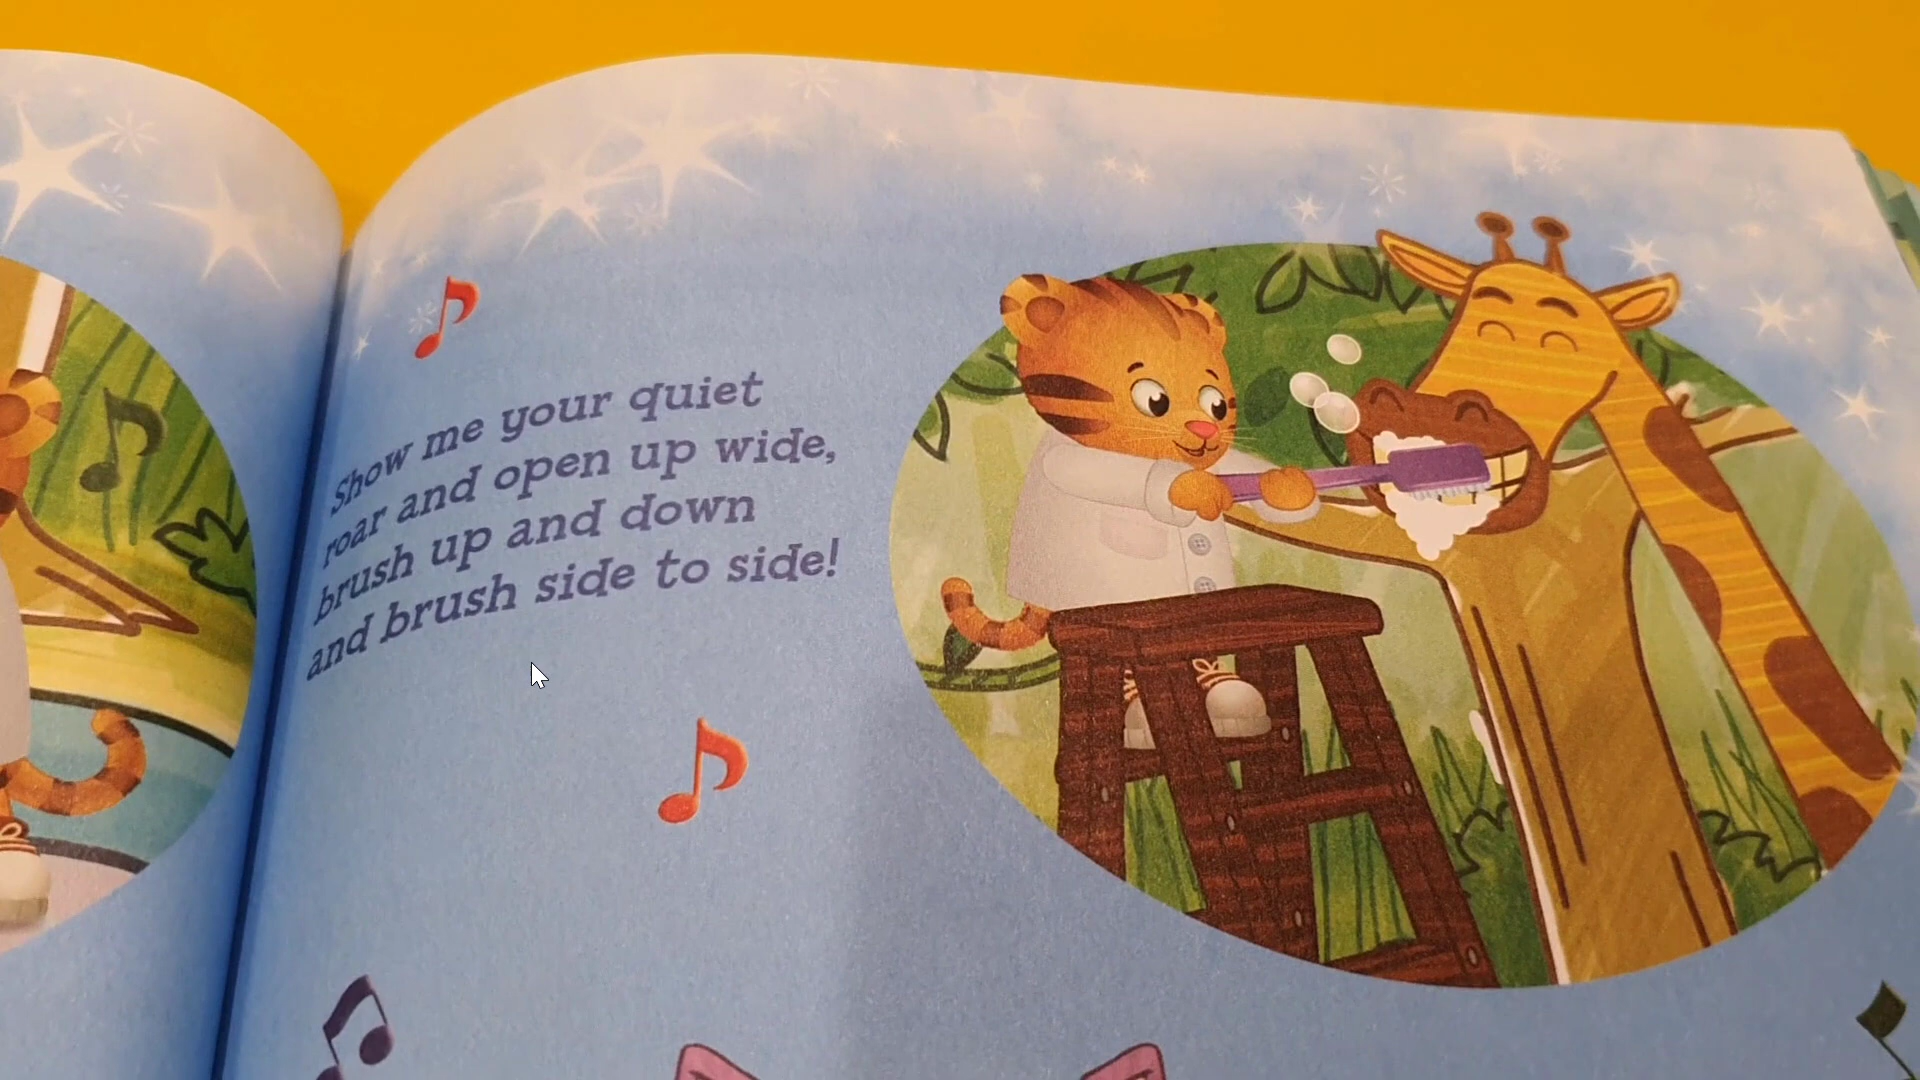 Show me your quiet
roar and open up wide,
brush up and down
and brush side to side!